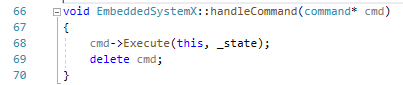 66 void EmbeddedSystemX::handleCommand(command* cmd)
67 {
68 cmd->Execute(this, _state);
69 delete cmd;
70 }